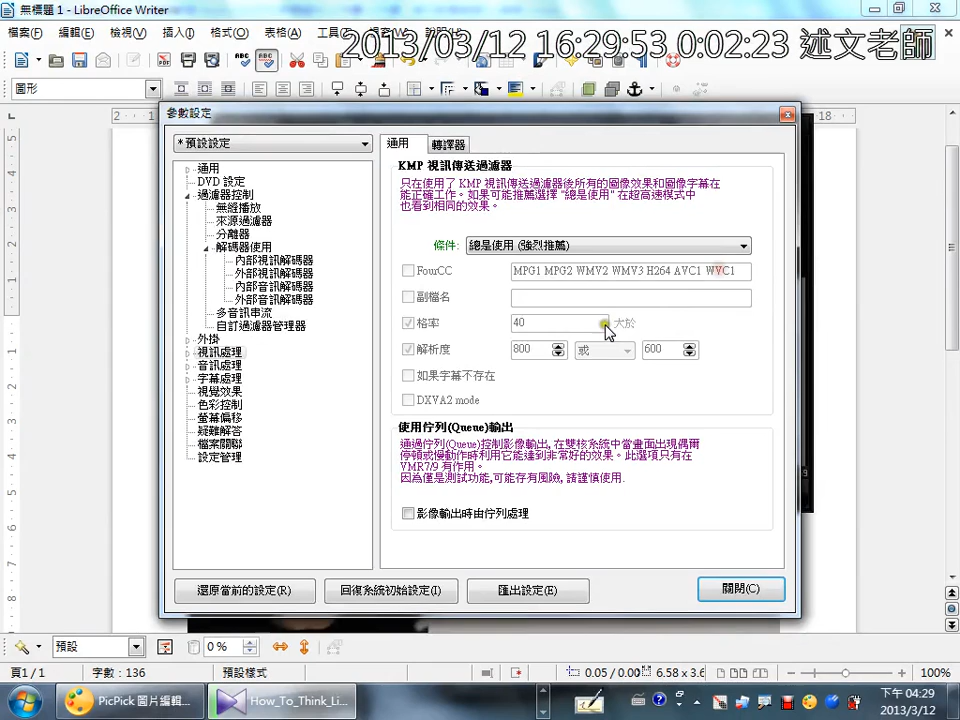 無標題 1 - LibreOffice Writer
檔案(F) 編輯(E) 檢視(V) 插入(I) 格式(O) 表格(A)
2013/03/12 16:29:53 0:02:23 述文老師
圖形
參數設定
*預設設定
通用
DVD 設定
過濾器控制
無縫播放
來源過濾器
分離器
解碼器使用
內部視訊解碼器
外部視訊解碼器
內部音訊解碼器
外部音訊解碼器
多音訊串流
自訂過濾器管理器
外掛
視訊處理
音訊處理
字幕處理
視覺效果
色彩控制
螢幕偏移
疑難解答
檔案關聯
設定管理
通用 轉譯器
KMP 視訊傳送過濾器
只在使用了 KMP 視訊傳送過濾器後所有的圖像效果和圖像字幕在
能正確工作。如果可能推薦選擇 "總是使用" 在超高速模式中
也看到相同的效果。
條件: 總是使用 (強烈推薦)
FourCC MPG1 MPG2 WMV2 WMV3 H264 AVC1 WVC1
副檔名
格率 40 大於
解析度 800 或 600
如果字幕不存在
DXVA2 mode
使用佇列(Queue)輸出
通過佇列(Queue)控制影像輸出, 在雙核系統中當畫面出現偶爾
停頓或慢動作時利用它能達到非常好的效果。此選項只有在
VMR7/9 有作用。
因為僅是測試功能,可能存有風險, 請謹慎使用.
影像輸出時由佇列處理
還原當前的設定(R) 回復系統初始設定(I) 匯出設定(E) 關閉(C)
預設 0 %
頁1 / 1 字數：136 預設樣式 0.05 / 0.00 6.58 x 3.6 100%
PicPick 圖片編輯... How_To_Think_Li... 下午 04:29
2013/3/12